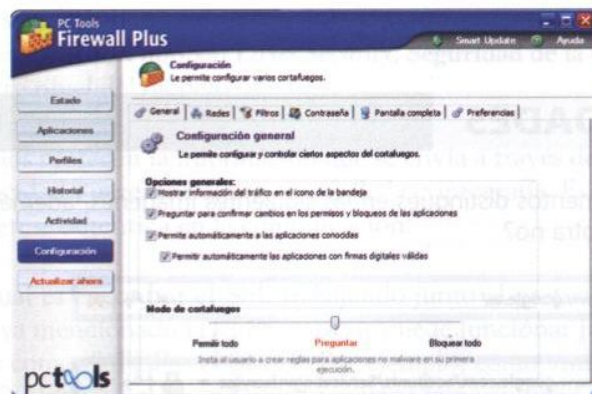 PC Tools
Firewall Plus
Smart Update
Ayuda
Configuración
Le permite configurar varios cortafuegos.
Estado
Aplicaciones
Perfiles
Historial
Actividad
Configuración
Actualizar ahora
General
Redes
Filtros
Contraseña
Pantalla completa
Preferencias
Configuración general
Le permite configurar y controlar ciertos aspectos del cortafuegos.
Opciones generales:
Mostrar información del tráfico en el icono de la bandeja
Preguntar para confirmar cambios en los permisos y bloqueos de las aplicaciones
Permite automáticamente a las aplicaciones conocidas
Permitir automáticamente las aplicaciones con firmas digitales válidas
Modo de cortafuegos
Permitir todo
Preguntar
Bloquear todo
Insta al usuario a crear reglas para aplicaciones no malware en su primera
ejecución.
pctools
DADES